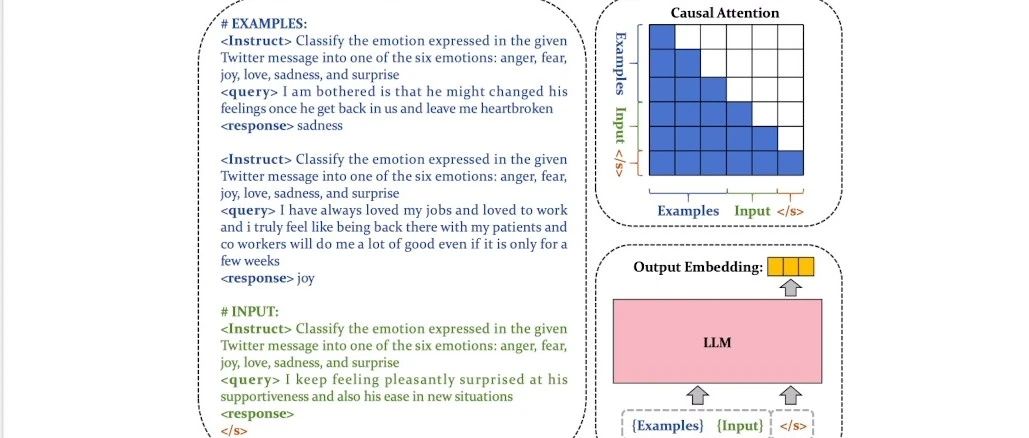 # EXAMPLES:
<Instruct> Classify the emotion expressed in the given
Twitter message into one of the six emotions: anger, fear,
joy, love, sadness, and surprise
<query> I am bothered is that he might changed his
feelings once he get back in us and leave me heartbroken
<response> sadness
<Instruct> Classify the emotion expressed in the given
Twitter message into one of the six emotions: anger, fear,
joy, love, sadness, and surprise
<query> I have always loved my jobs and loved to work
and i truly feel like being back there with my patients and
co workers will do me a lot of good even if it is only for a
few weeks
<response> joy
# INPUT:
<Instruct> Classify the emotion expressed in the given
Twitter message into one of the six emotions: anger, fear,
joy, love, sadness, and surprise
<query> I keep feeling pleasantly surprised at his
supportiveness and also his ease in new situations
<response>
</s>
Causal Attention
Examples
Input
</s>
Examples Input </s>
Output Embedding:
LLM
{Examples} {Input} </s>